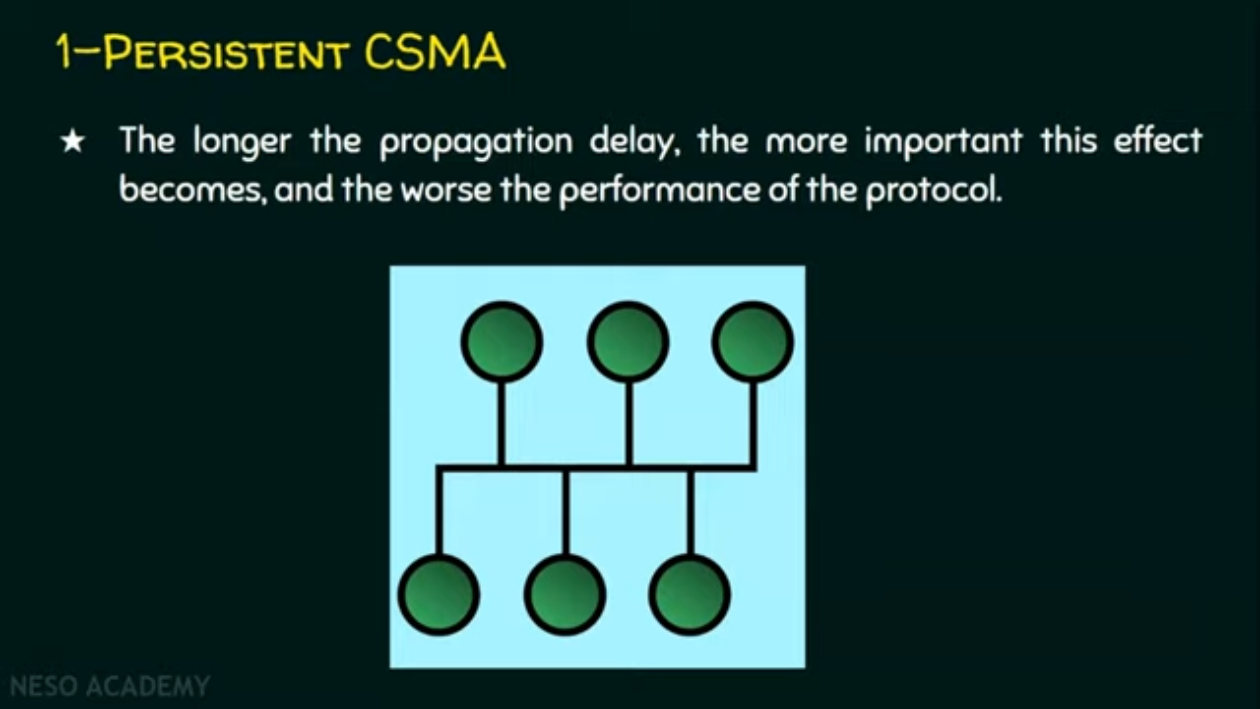 1-PERSISTENT CSMA
★ The longer the propagation delay, the more important this effect
becomes, and the worse the performance of the protocol.
NESO ACADEMY